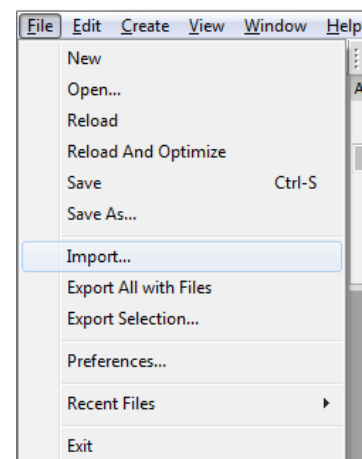 File Edit Create View Window Help
New
Open...
Reload
Reload And Optimize
Save Ctrl-S
Save As...
Import...
Export All with Files
Export Selection...
Preferences...
Recent Files
Exit